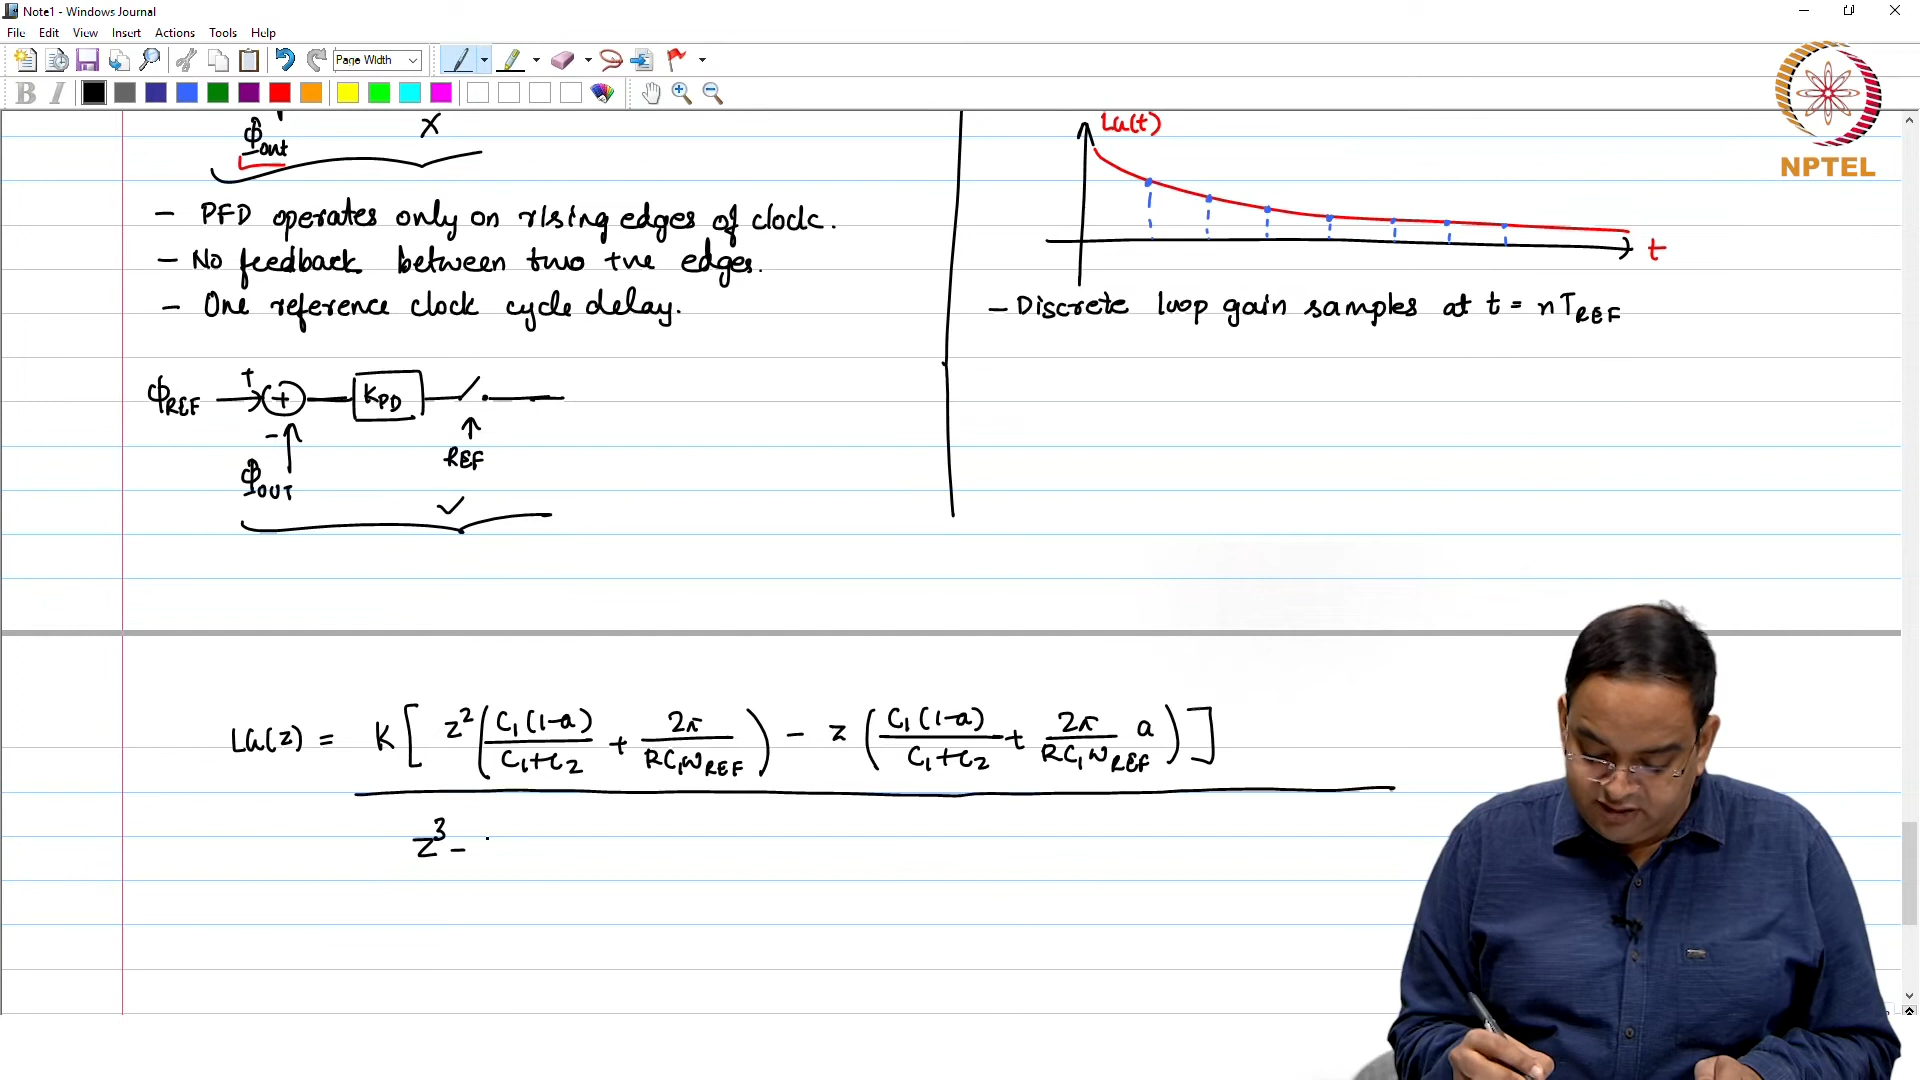 Note1 - Windows Journal
File Edit View Insert Actions Tools Help
Page Width
B I
NPTEL
Φout X
- PFD operates only on rising edges of clock.
- No feedback between two +ve edges.
- One reference clock cycle delay.
ΦREF + + KPD
-
REF
ΦOUT
✓
LG(t)
t
- Discrete loop gain samples at t = nTREF
LG(z) = K[ z²(C₁(1-a)/(C₁+C₂) + 2π/(RC₁ωREF)) - z(C₁(1-a)/(C₁+C₂) + 2π/(RC₁ωREF) a)]
z³ -